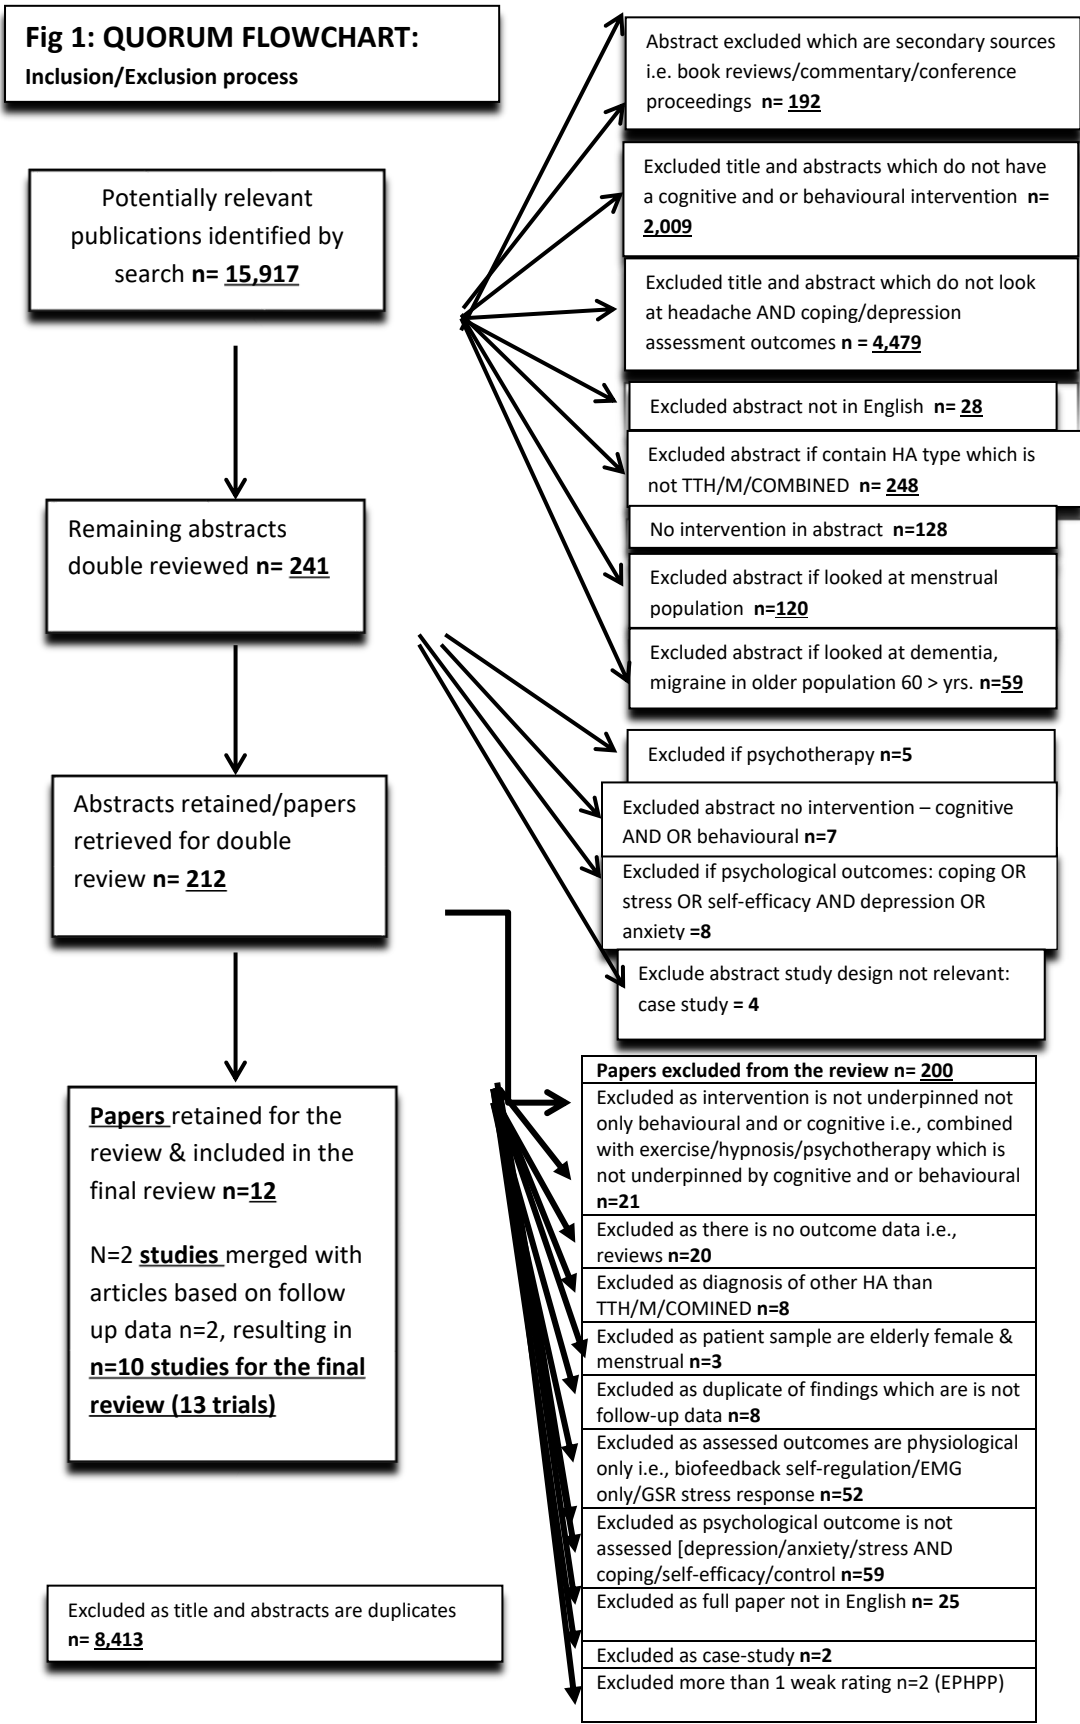 Fig 1: QUORUM FLOWCHART:
Inclusion/Exclusion process
Potentially relevant
publications identified by
search n= 15,917
Remaining abstracts
double reviewed n= 241
Abstracts retained/papers
retrieved for double
review n= 212
Papers retained for the
review & included in the
final review n=12
N=2 studies merged with
articles based on follow
up data n=2, resulting in
n=10 studies for the final
review (13 trials)
Excluded as title and abstracts are duplicates
n= 8,413
Abstract excluded which are secondary sources
i.e. book reviews/commentary/conference
proceedings n= 192
Excluded title and abstracts which do not have
a cognitive and or behavioural intervention n=
2,009
Excluded title and abstract which do not look
at headache AND coping/depression
assessment outcomes n = 4,479
Excluded abstract not in English n= 28
Excluded abstract if contain HA type which is
not TTH/M/COMBINED n= 248
No intervention in abstract n=128
Excluded abstract if looked at menstrual
population n=120
Excluded abstract if looked at dementia,
migraine in older population 60 > yrs. n=59
Excluded if psychotherapy n=5
Excluded abstract no intervention – cognitive
AND OR behavioural n=7
Excluded if psychological outcomes: coping OR
stress OR self-efficacy AND depression OR
anxiety =8
Exclude abstract study design not relevant:
case study = 4
Papers excluded from the review n= 200
Excluded as intervention is not underpinned not
only behavioural and or cognitive i.e., combined
with exercise/hypnosis/psychotherapy which is
not underpinned by cognitive and or behavioural
n=21
Excluded as there is no outcome data i.e.,
reviews n=20
Excluded as diagnosis of other HA than
TTH/M/COMINED n=8
Excluded as patient sample are elderly female &
menstrual n=3
Excluded as duplicate of findings which are is not
follow-up data n=8
Excluded as assessed outcomes are physiological
only i.e., biofeedback self-regulation/EMG
only/GSR stress response n=52
Excluded as psychological outcome is not
assessed [depression/anxiety/stress AND
coping/self-efficacy/control n=59
Excluded as full paper not in English n= 25
Excluded as case-study n=2
Excluded more than 1 weak rating n=2 (EPHPP)